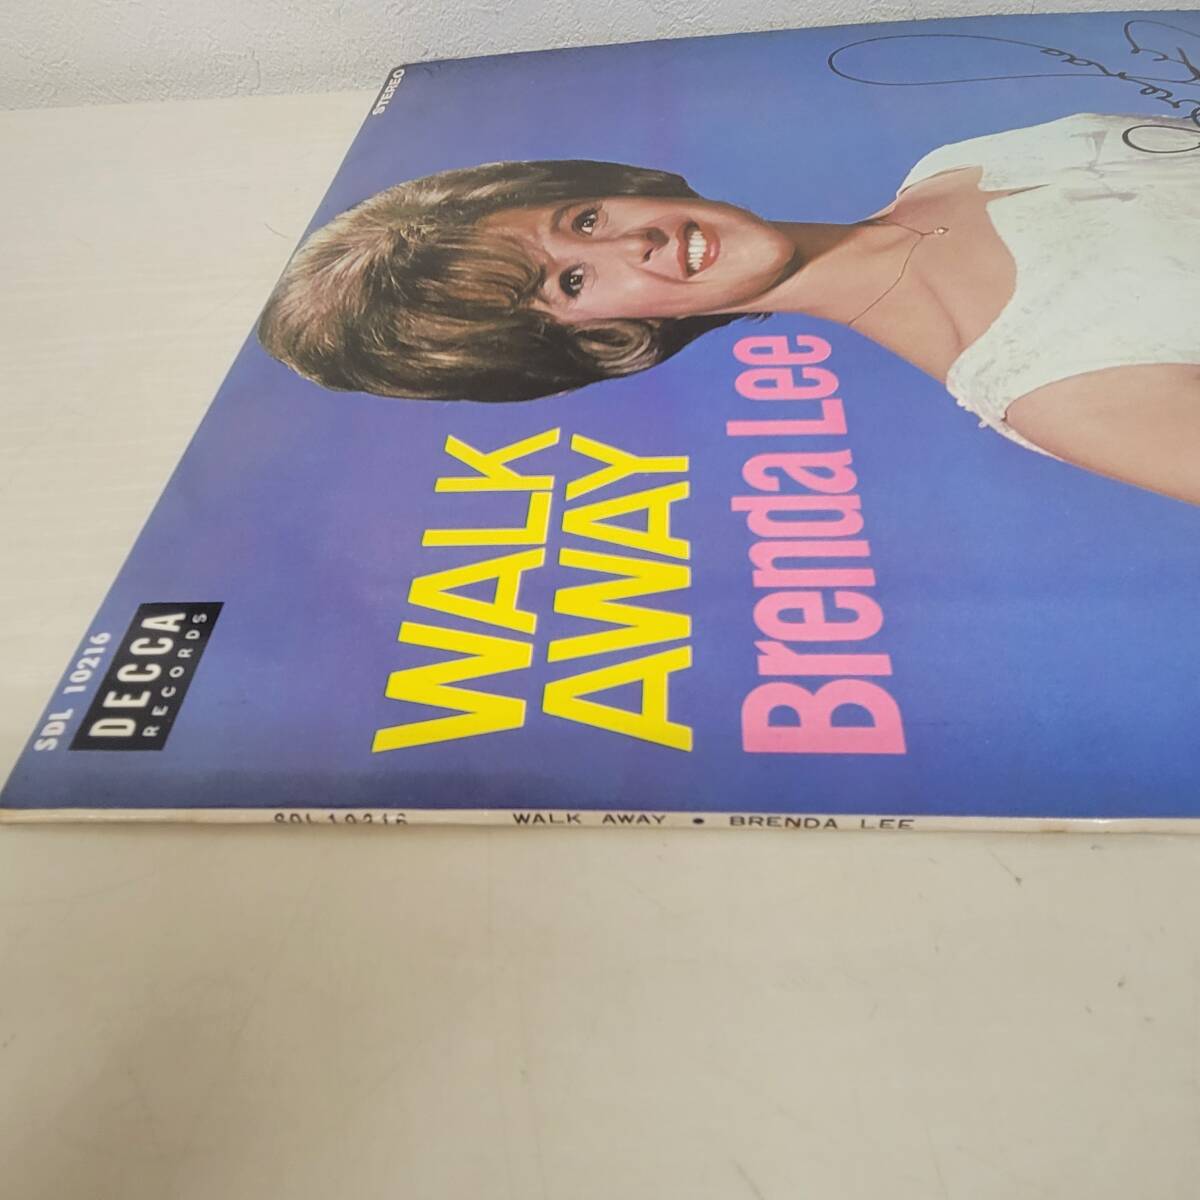 STEREO
SDL 10216
DECCA
RECORDS
WALK
AWAY
Brenda Lee
SDL 10216
WALK AWAY • BRENDA LEE